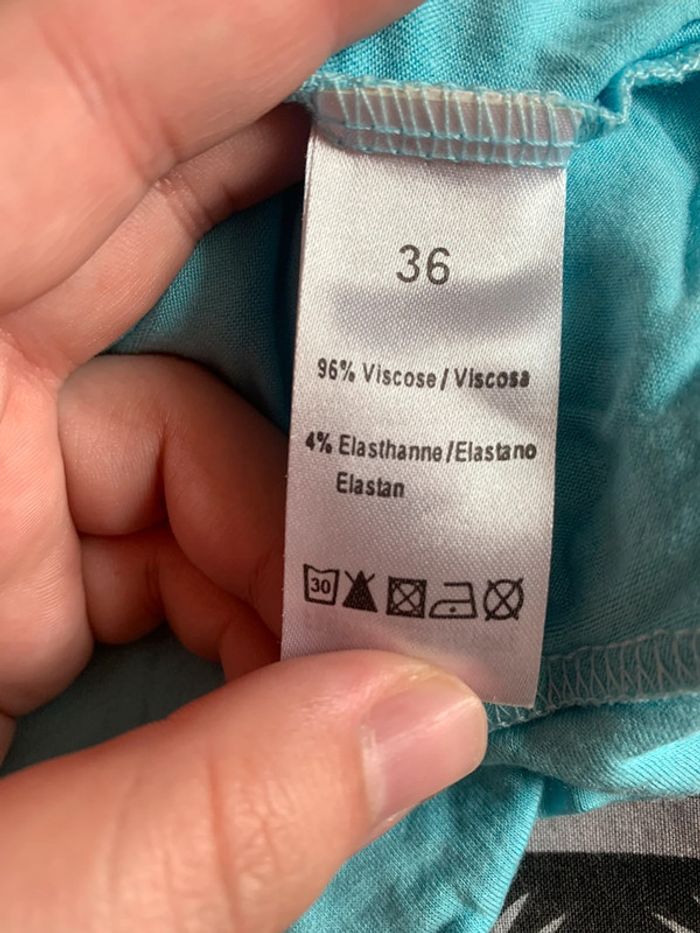 36
96% Viscose / Viscosa
4% Elasthanne/Elastano
Elastan
30